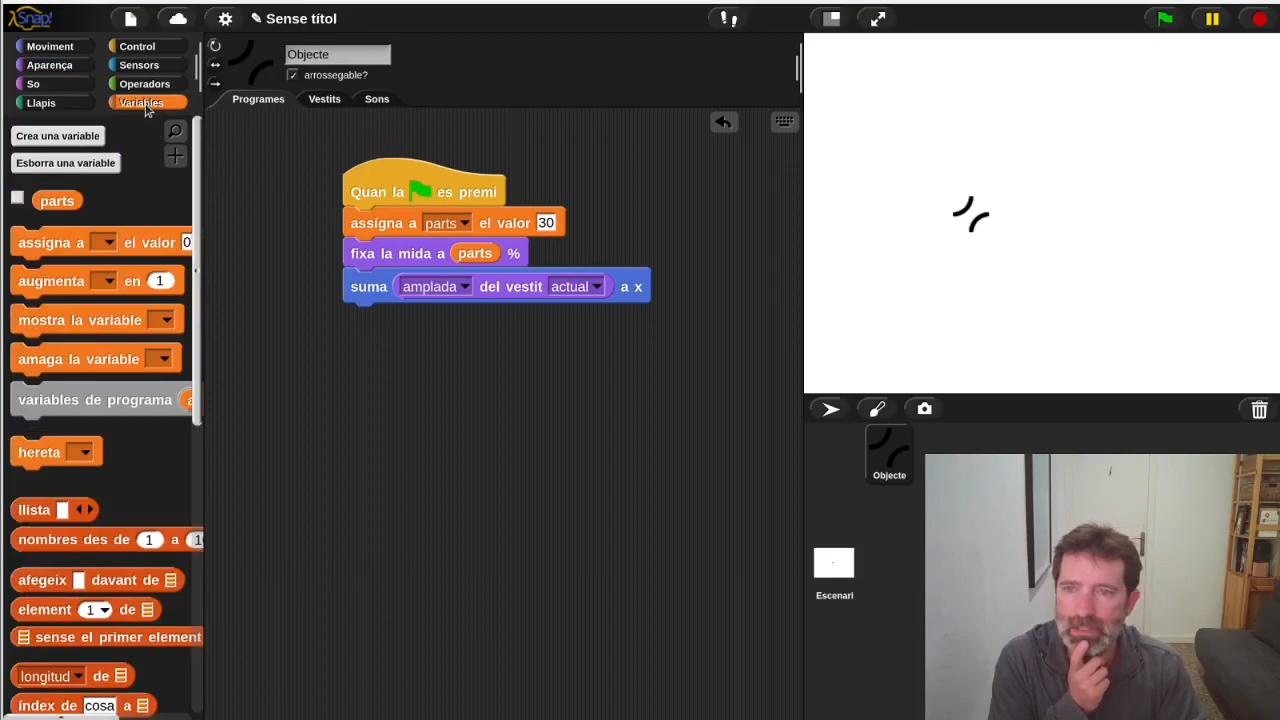 Snap!
Sense títol
Moviment
Control
Aparença
Sensors
So
Operadors
Llapis
Variables
Crea una variable
Esborra una variable
parts
assigna a el valor 0
augmenta en 1
mostra la variable
amaga la variable
variables de programa a
hereta
llista
nombres des de 1 a 1
afegeix davant de
element 1 de
sense el primer element
longitud de
índex de cosa a
Objecte
arrossegable?
Programes Vestits Sons
Quan la es premi
assigna a parts el valor 30
fixa la mida a parts %
suma amplada del vestit actual a x
Objecte
Escenari